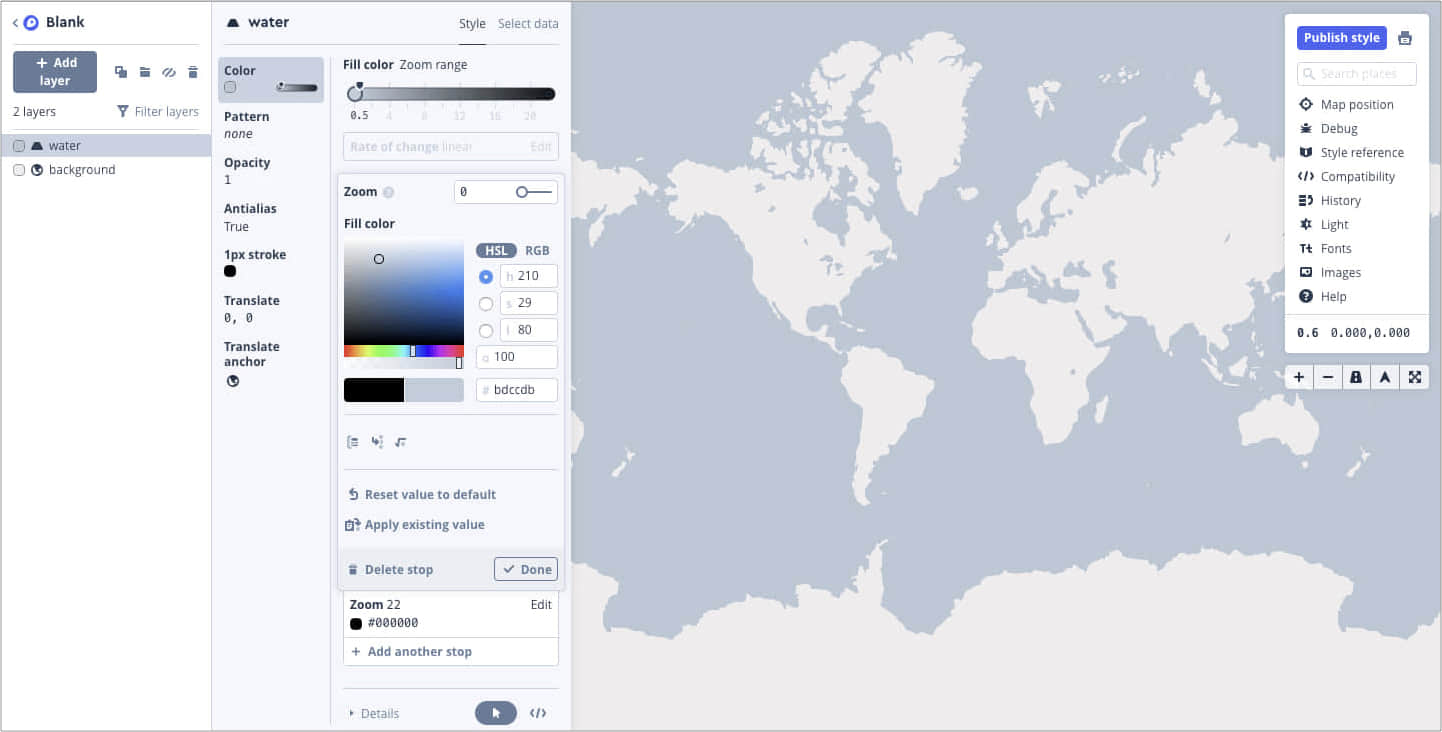 Blank
+ Add layer
2 layers
Filter layers
water
background
water
Style
Select data
Color
Pattern
none
Opacity
1
Antialias
True
1px stroke
Translate
0, 0
Translate
anchor
Fill color Zoom range
0.5 4 8 12 16 20
Rate of change linear Edit
Zoom ? 0
Fill color
HSL RGB
h 210
s 29
l 80
a 100
# bdccdb
Reset value to default
Apply existing value
Delete stop
Done
Zoom 22 Edit
#000000
+ Add another stop
Details
Publish style
Search places
Map position
Debug
Style reference
Compatibility
History
Light
Fonts
Images
Help
0.6 0.000,0.000